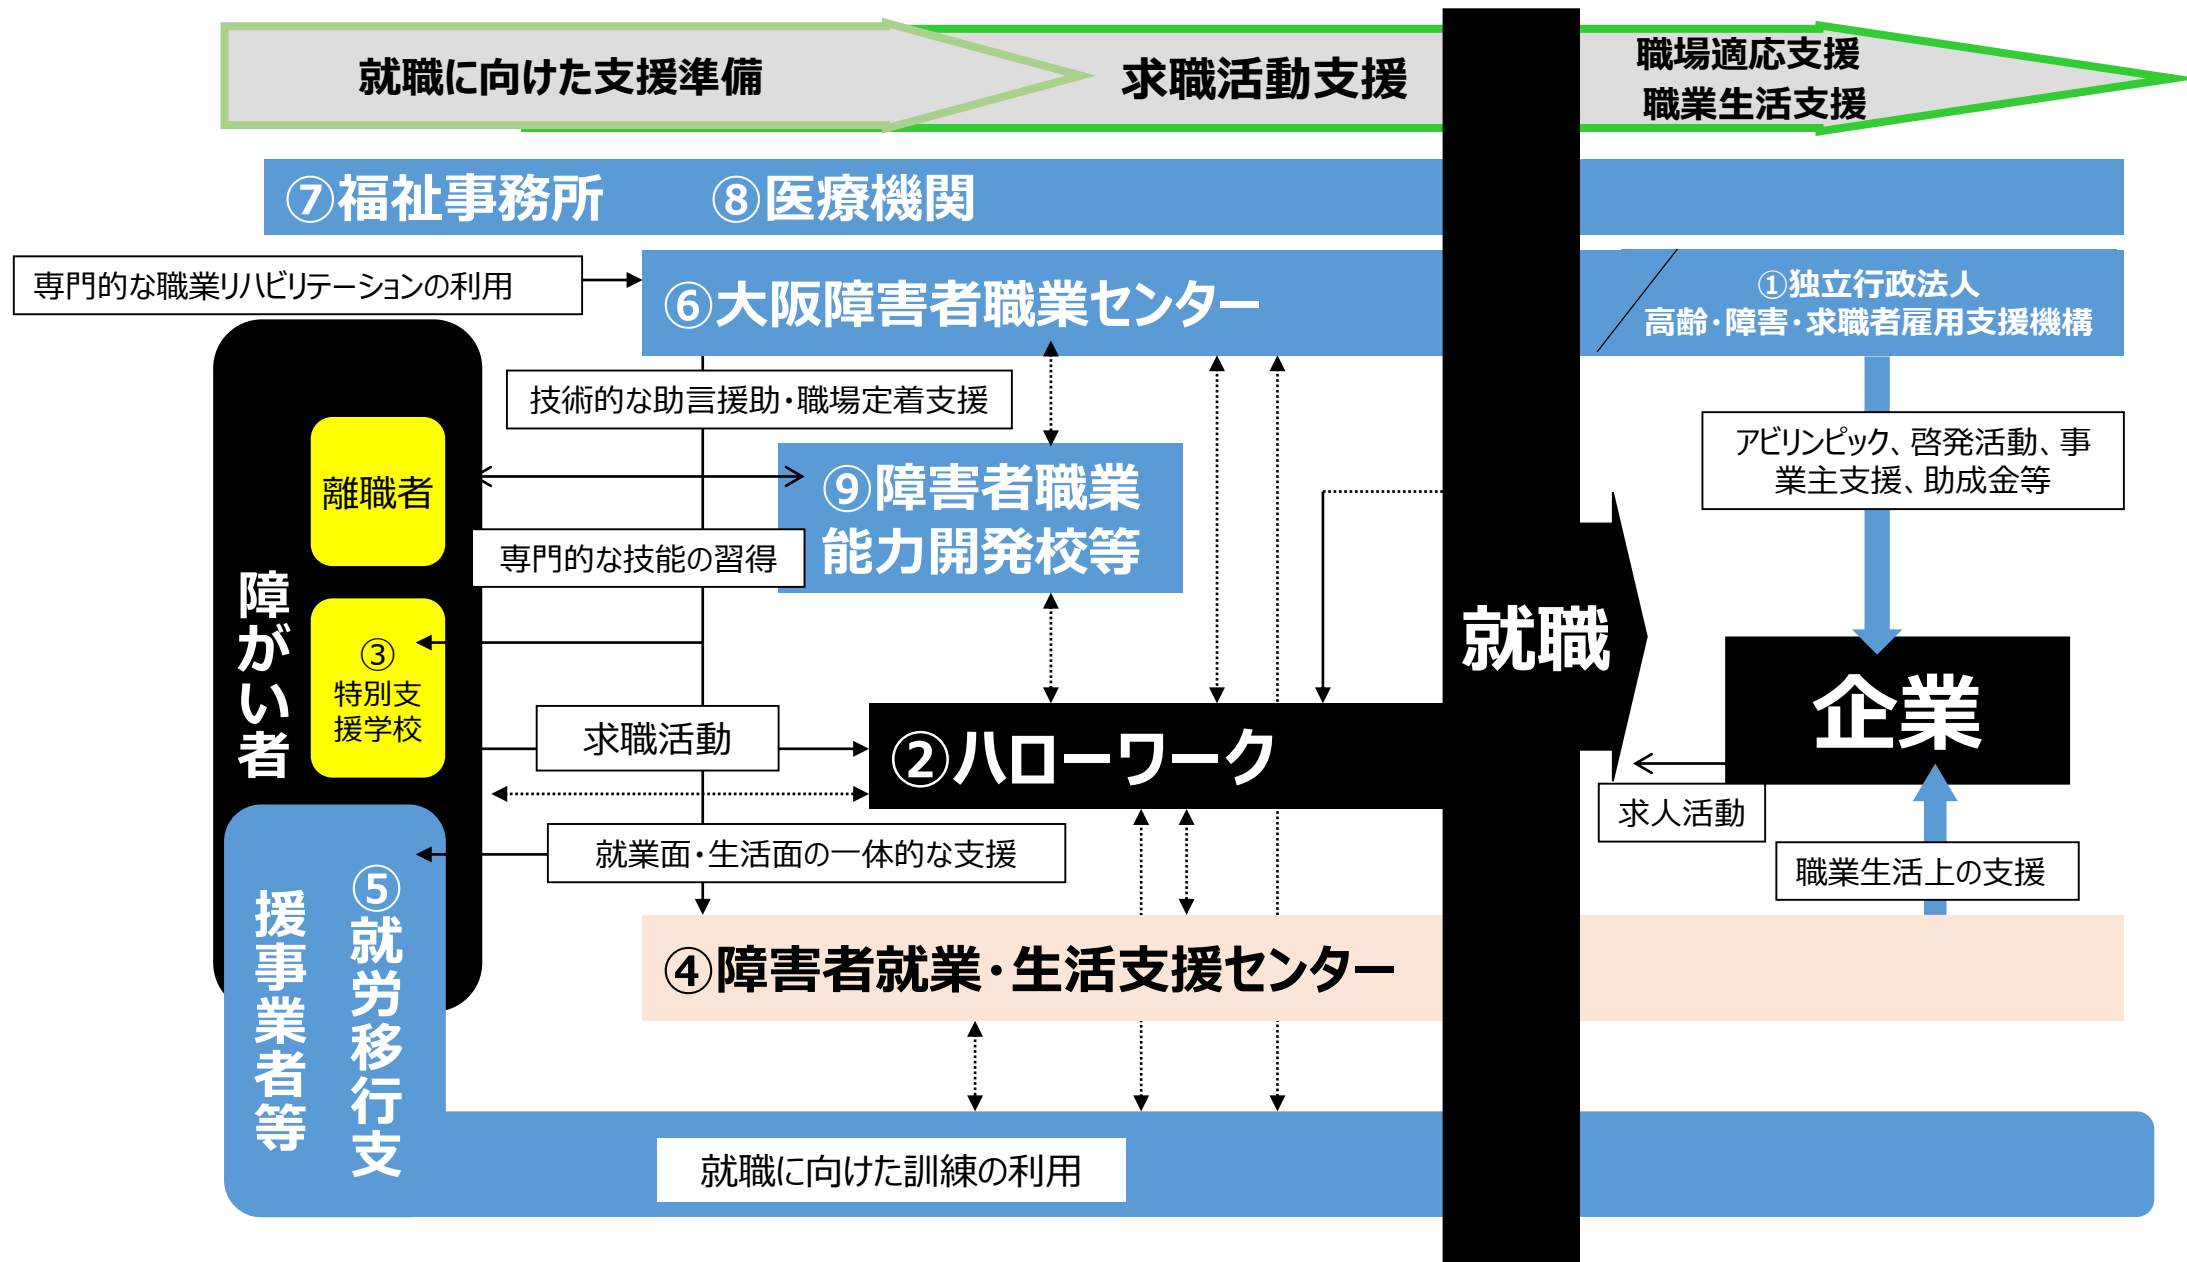 就職に向けた支援準備
求職活動支援
職場適応支援
職業生活支援
⑦福祉事務所
⑧医療機関
専門的な職業リハビリテーションの利用
⑥大阪障害者職業センター
①独立行政法人
高齢・障害・求職者雇用支援機構
技術的な助言援助・職場定着支援
アビリンピック、啓発活動、事
業主支援、助成金等
離職者
⑨障害者職業
能力開発校等
専門的な技能の習得
障がい者
③
特別支
援学校
就職
求職活動
②ハローワーク
企業
求人活動
就業面・生活面の一体的な支援
職業生活上の支援
⑤就労移行支
援事業者等
④障害者就業・生活支援センター
就職に向けた訓練の利用